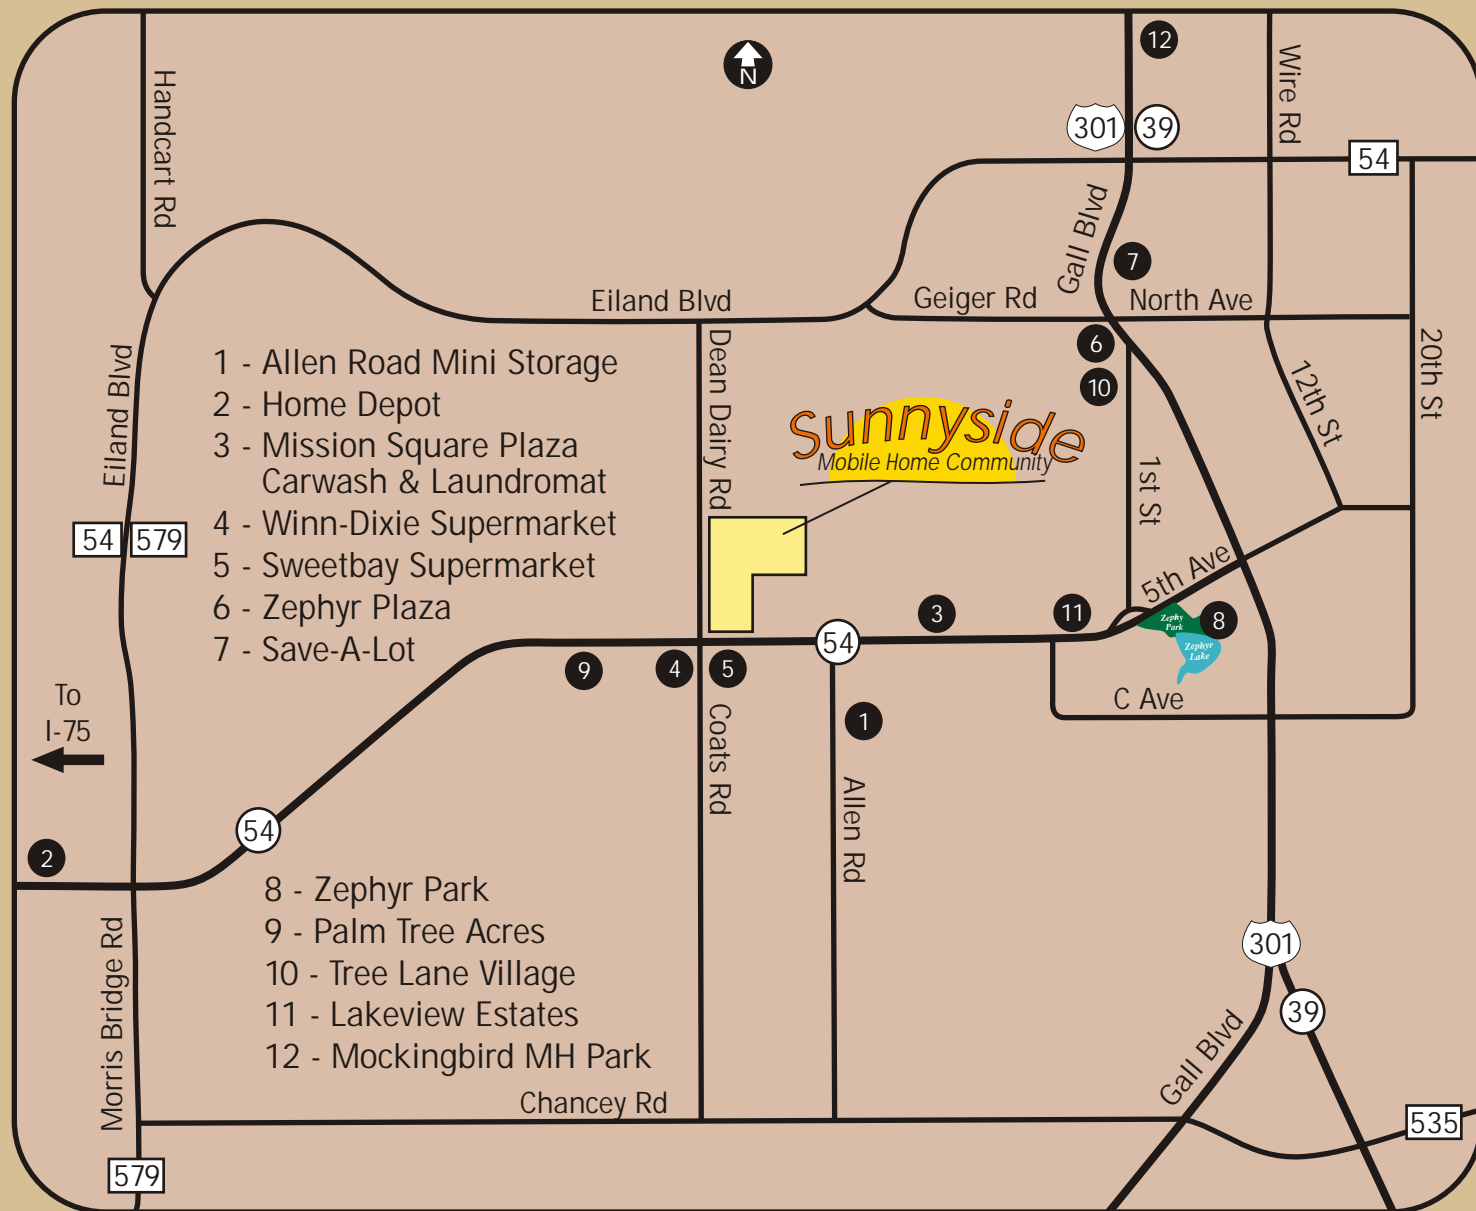 N
12
Handcart Rd
Wire Rd
301
39
54
Gall Blvd
7
Eiland Blvd
Geiger Rd
North Ave
6
10
Dean Dairy Rd
20th St
12th St
Eiland Blvd
1 - Allen Road Mini Storage
2 - Home Depot
3 - Mission Square Plaza
Carwash & Laundromat
4 - Winn-Dixie Supermarket
5 - Sweetbay Supermarket
6 - Zephyr Plaza
7 - Save-A-Lot
Sunnyside
Mobile Home Community
1st St
54
579
5th Ave
3
11
Zephy
Park
8
Zephyr
Lake
54
9
4
5
C Ave
To
I-75
1
Coats Rd
Allen Rd
54
2
8 - Zephyr Park
9 - Palm Tree Acres
10 - Tree Lane Village
11 - Lakeview Estates
12 - Mockingbird MH Park
Morris Bridge Rd
301
39
Gall Blvd
Chancey Rd
535
579